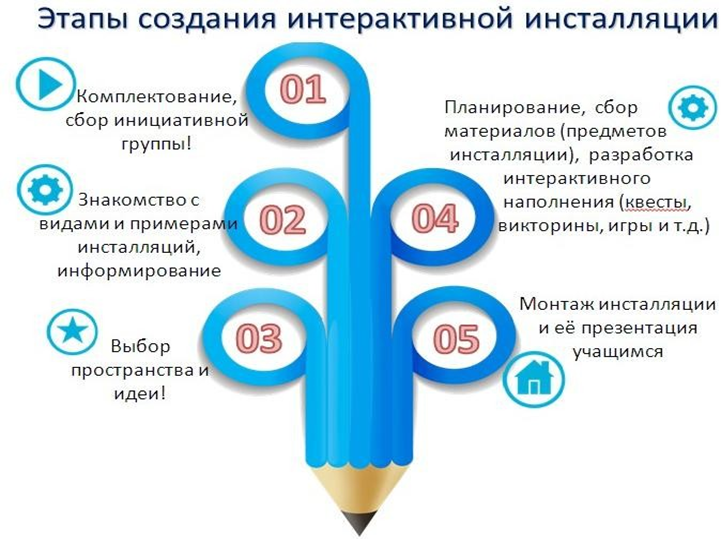 Этапы создания интерактивной инсталляции
01
Комплектование,
сбор инициативной
группы!
02
Знакомство с
видами и примерами
инсталляций,
информирование
03
Выбор
пространства и
идеи!
04
Планирование, сбор
материалов (предметов
инсталляции), разработка
интерактивного
наполнения (квесты,
викторины, игры и т.д.)
05
Монтаж инсталляции
и её презентация
учащимся